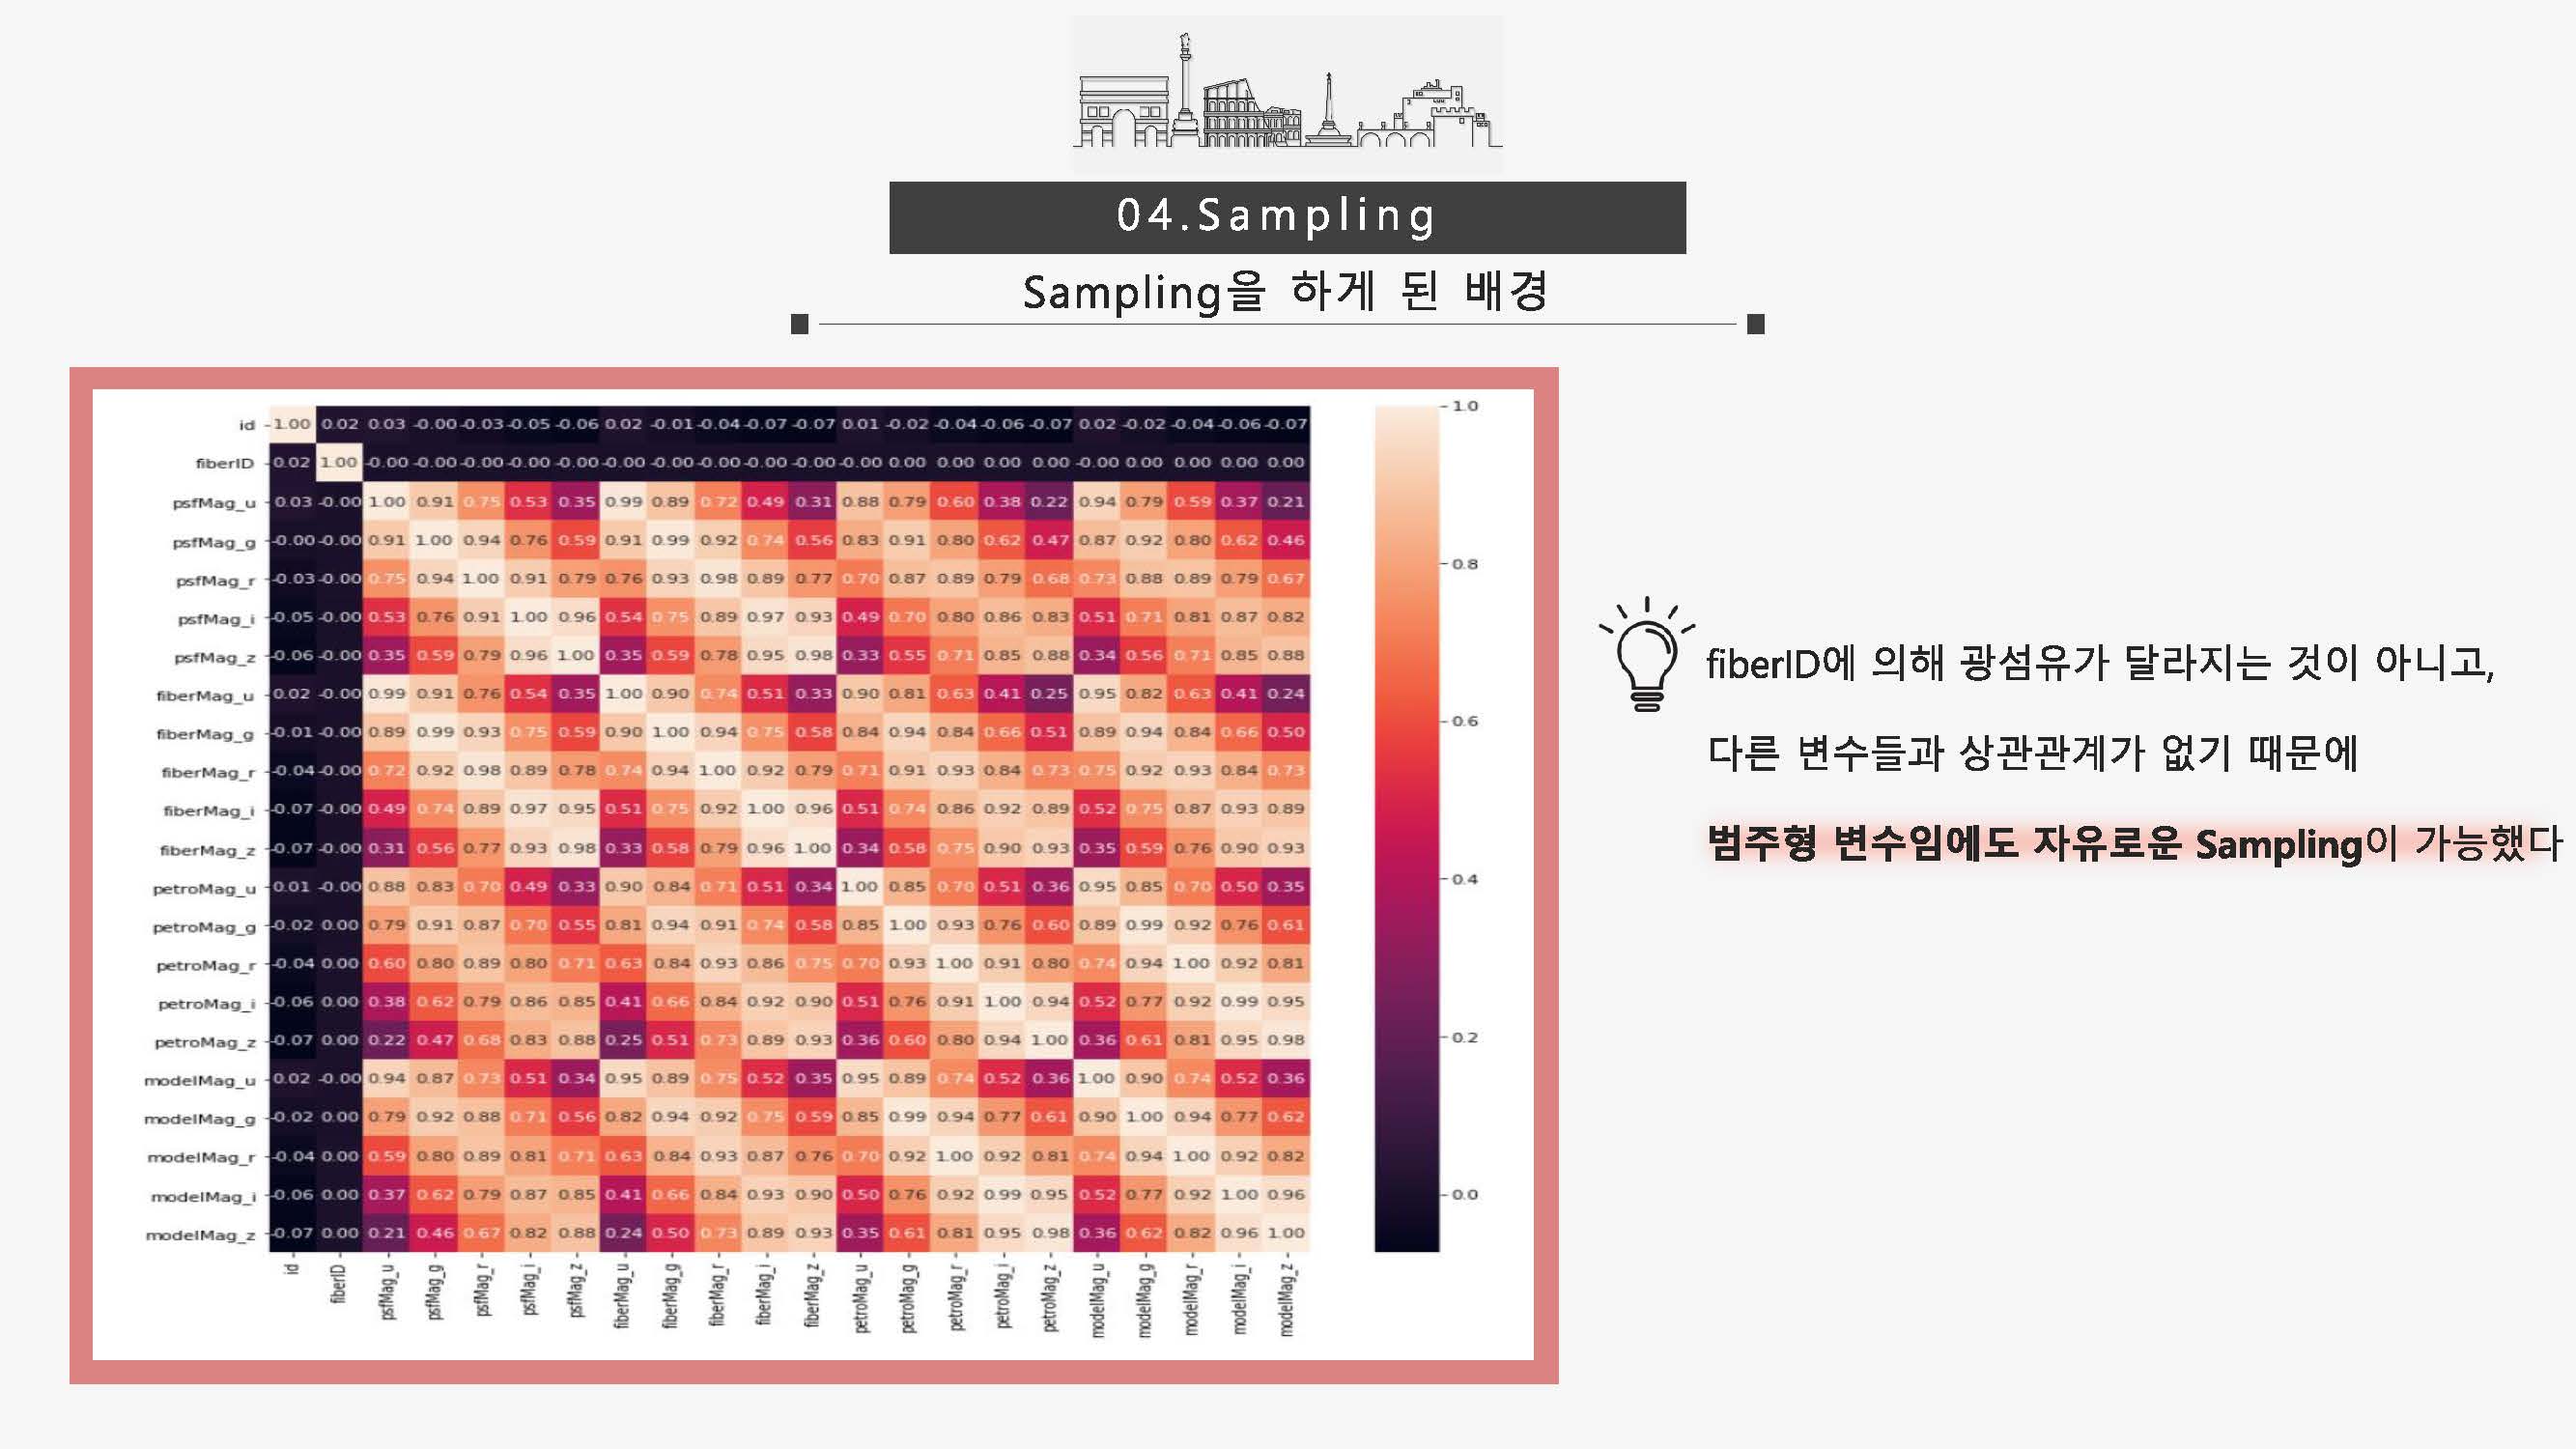 04.Sampling
Sampling을 하게 된 배경
id 1.00 0.02 0.03 -0.00 -0.03 -0.05 -0.06 0.02 -0.01 -0.04 -0.07 -0.07 0.01 -0.02 -0.04 -0.06 -0.07 0.02 -0.02 -0.04 -0.06 -0.07
fiberID 0.02 1.00 -0.00 -0.00 -0.00 -0.00 -0.00 -0.00 -0.00 -0.00 -0.00 -0.00 -0.00 0.00 0.00 0.00 0.00 -0.00 0.00 0.00 0.00 0.00
psfMag_u 0.03 -0.00 1.00 0.91 0.75 0.53 0.35 0.99 0.89 0.72 0.49 0.31 0.88 0.79 0.60 0.38 0.22 0.94 0.79 0.59 0.37 0.21
psfMag_g -0.00 -0.00 0.91 1.00 0.94 0.76 0.59 0.91 0.99 0.92 0.74 0.56 0.83 0.91 0.80 0.62 0.47 0.87 0.92 0.80 0.62 0.46
psfMag_r -0.03 -0.00 0.75 0.94 1.00 0.91 0.79 0.76 0.93 0.98 0.89 0.77 0.70 0.87 0.89 0.79 0.68 0.73 0.88 0.89 0.79 0.67
psfMag_i -0.05 -0.00 0.53 0.76 0.91 1.00 0.96 0.54 0.75 0.89 0.97 0.93 0.49 0.70 0.80 0.86 0.83 0.51 0.71 0.81 0.87 0.82
psfMag_z -0.06 -0.00 0.35 0.59 0.79 0.96 1.00 0.35 0.59 0.78 0.95 0.98 0.33 0.55 0.71 0.85 0.88 0.34 0.56 0.71 0.85 0.88
fiberMag_u 0.02 -0.00 0.99 0.91 0.76 0.54 0.35 1.00 0.90 0.74 0.51 0.33 0.90 0.81 0.63 0.41 0.25 0.95 0.82 0.63 0.41 0.24
fiberMag_g -0.01 -0.00 0.89 0.99 0.93 0.75 0.59 0.90 1.00 0.94 0.75 0.58 0.84 0.94 0.84 0.66 0.51 0.89 0.94 0.84 0.66 0.50
fiberMag_r -0.04 -0.00 0.72 0.92 0.98 0.89 0.78 0.74 0.94 1.00 0.92 0.79 0.71 0.91 0.93 0.84 0.73 0.75 0.92 0.93 0.84 0.73
fiberMag_i -0.07 -0.00 0.49 0.74 0.89 0.97 0.95 0.51 0.75 0.92 1.00 0.96 0.51 0.74 0.86 0.92 0.89 0.52 0.75 0.87 0.93 0.89
fiberMag_z -0.07 -0.00 0.31 0.56 0.77 0.93 0.98 0.33 0.58 0.79 0.96 1.00 0.34 0.58 0.75 0.90 0.93 0.35 0.59 0.76 0.90 0.93
petroMag_u 0.01 -0.00 0.88 0.83 0.70 0.49 0.33 0.90 0.84 0.71 0.51 0.34 1.00 0.85 0.70 0.51 0.36 0.95 0.85 0.70 0.50 0.35
petroMag_g -0.02 0.00 0.79 0.91 0.87 0.70 0.55 0.81 0.94 0.91 0.74 0.58 0.85 1.00 0.93 0.76 0.60 0.89 0.99 0.92 0.76 0.61
petroMag_r -0.04 0.00 0.60 0.80 0.89 0.80 0.71 0.63 0.84 0.93 0.86 0.75 0.70 0.93 1.00 0.91 0.80 0.74 0.94 1.00 0.92 0.81
petroMag_i -0.06 0.00 0.38 0.62 0.79 0.86 0.85 0.41 0.66 0.84 0.92 0.90 0.51 0.76 0.91 1.00 0.94 0.52 0.77 0.92 0.99 0.95
petroMag_z -0.07 0.00 0.22 0.47 0.68 0.83 0.88 0.25 0.51 0.73 0.89 0.93 0.36 0.60 0.80 0.94 1.00 0.36 0.61 0.81 0.95 0.98
modelMag_u 0.02 -0.00 0.94 0.87 0.73 0.51 0.34 0.95 0.89 0.75 0.52 0.35 0.95 0.89 0.74 0.52 0.36 1.00 0.90 0.74 0.52 0.36
modelMag_g -0.02 0.00 0.79 0.92 0.88 0.71 0.56 0.82 0.94 0.92 0.75 0.59 0.85 0.99 0.94 0.77 0.61 0.90 1.00 0.94 0.77 0.62
modelMag_r -0.04 0.00 0.59 0.80 0.89 0.81 0.71 0.63 0.84 0.93 0.87 0.76 0.70 0.92 1.00 0.92 0.81 0.74 0.94 1.00 0.92 0.82
modelMag_i -0.06 0.00 0.37 0.62 0.79 0.87 0.85 0.41 0.66 0.84 0.93 0.90 0.50 0.76 0.92 0.99 0.95 0.52 0.77 0.92 1.00 0.96
modelMag_z -0.07 0.00 0.21 0.46 0.67 0.82 0.88 0.24 0.50 0.73 0.89 0.93 0.35 0.61 0.81 0.95 0.98 0.36 0.62 0.82 0.96 1.00
id fiberID psfMag_u psfMag_g psfMag_r psfMag_i psfMag_z fiberMag_u fiberMag_g fiberMag_r fiberMag_i fiberMag_z petroMag_u petroMag_g petroMag_r petroMag_i petroMag_z modelMag_u modelMag_g modelMag_r modelMag_i modelMag_z
1.0
0.8
0.6
0.4
0.2
0.0
fiberID에 의해 광섬유가 달라지는 것이 아니고,
다른 변수들과 상관관계가 없기 때문에
범주형 변수임에도 자유로운 Sampling이 가능했다